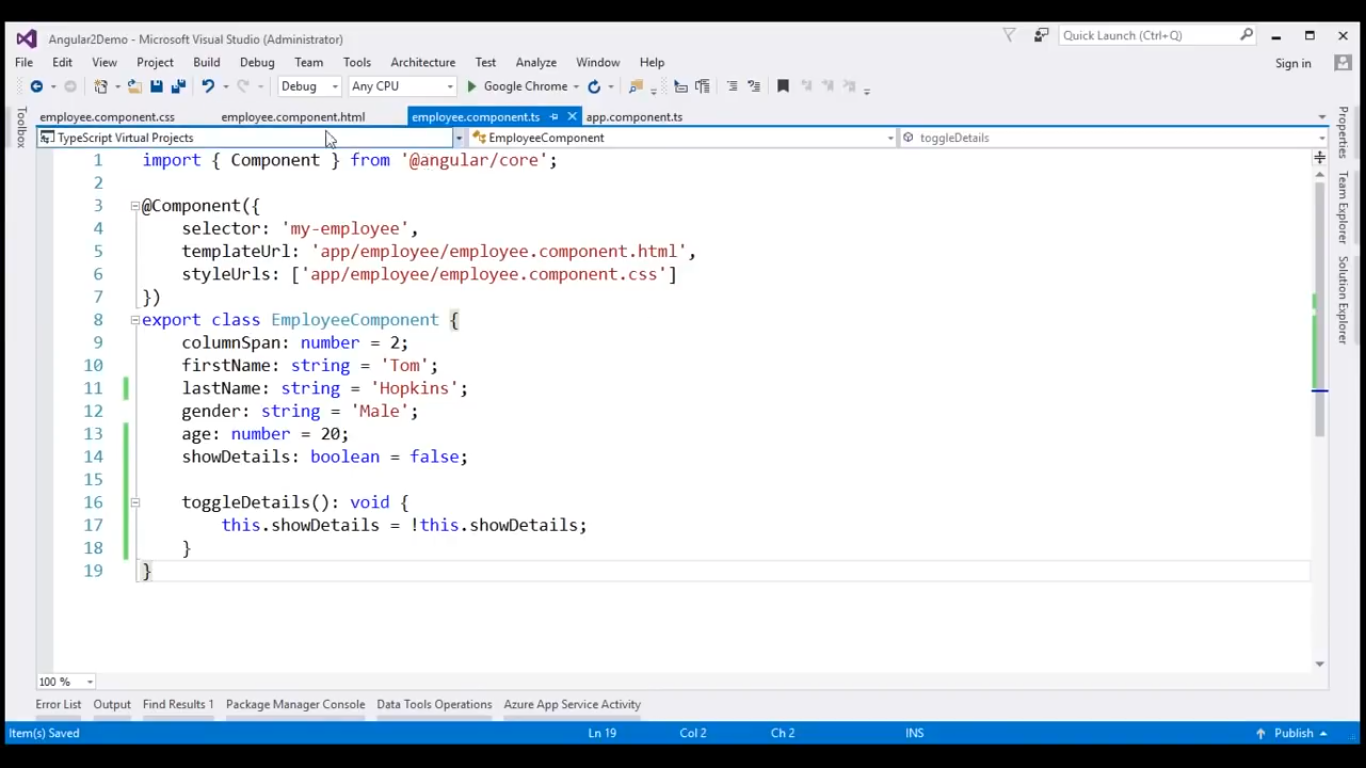 Angular2Demo - Microsoft Visual Studio (Administrator)
Quick Launch (Ctrl+Q)
File Edit View Project Build Debug Team Tools Architecture Test Analyze Window Help
Sign in
Debug Any CPU Google Chrome
Toolbox
employee.component.css employee.component.html employee.component.ts app.component.ts
TypeScript Virtual Projects EmployeeComponent toggleDetails
1 import { Component } from '@angular/core';
2
3 @Component({
4 selector: 'my-employee',
5 templateUrl: 'app/employee/employee.component.html',
6 styleUrls: ['app/employee/employee.component.css']
7 })
8 export class EmployeeComponent {
9 columnSpan: number = 2;
10 firstName: string = 'Tom';
11 lastName: string = 'Hopkins';
12 gender: string = 'Male';
13 age: number = 20;
14 showDetails: boolean = false;
15
16 toggleDetails(): void {
17 this.showDetails = !this.showDetails;
18 }
19 }
Properties
Team Explorer
Solution Explorer
100 %
Error List Output Find Results 1 Package Manager Console Data Tools Operations Azure App Service Activity
Item(s) Saved Ln 19 Col 2 Ch 2 INS Publish